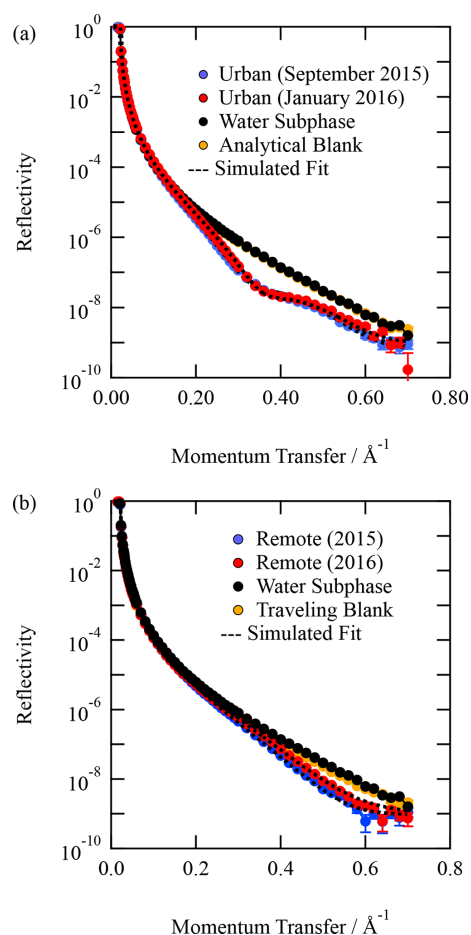 (a)
10^0
Urban (September 2015)
Urban (January 2016)
10^-2
Water Subphase
Analytical Blank
Simulated Fit
10^-4
Reflectivity
10^-6
10^-8
10^-10
0.00 0.20 0.40 0.60 0.80
Momentum Transfer / Å^-1
(b)
10^0
Remote (2015)
Remote (2016)
10^-2
Water Subphase
Traveling Blank
Simulated Fit
10^-4
Reflectivity
10^-6
10^-8
10^-10
0.0 0.2 0.4 0.6 0.8
Momentum Transfer / Å^-1